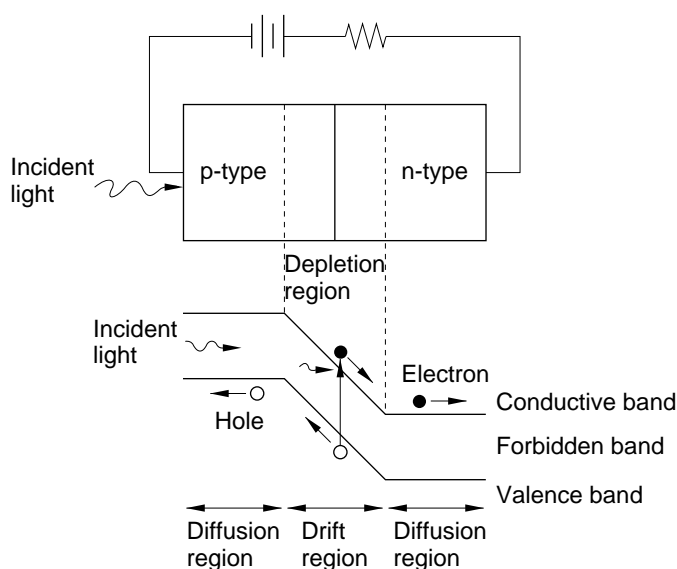 Incident
light
p-type
n-type
Depletion
region
Incident
light
Electron
Conductive band
Hole
Forbidden band
Valence band
Diffusion
region
Drift
region
Diffusion
region